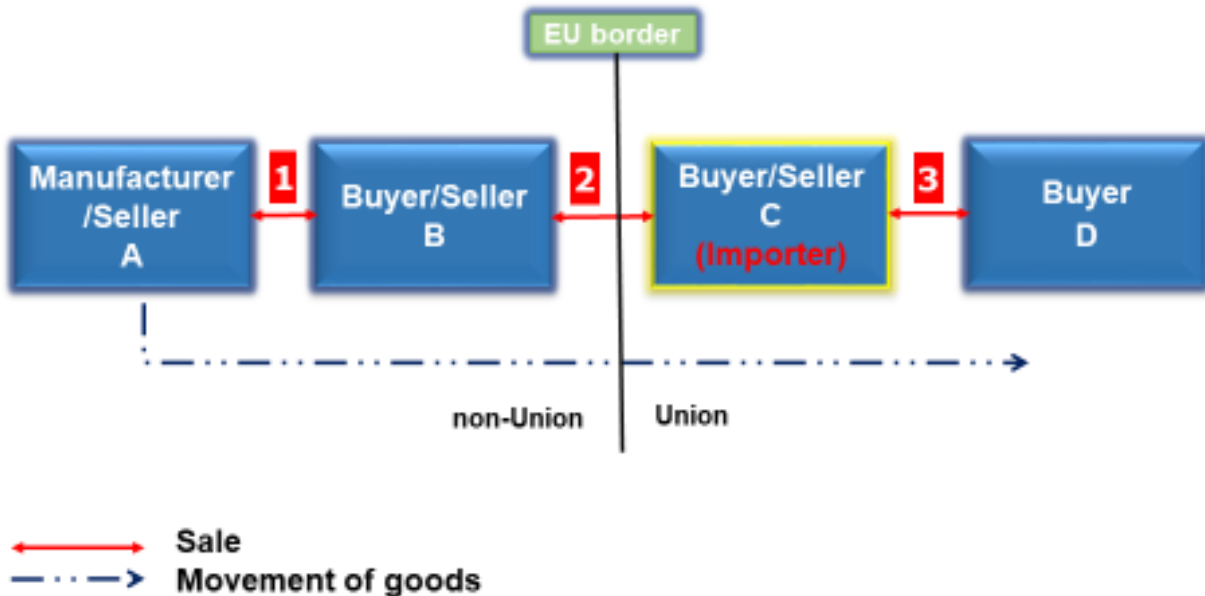 EU border
Manufacturer
/Seller
A
1
Buyer/Seller
B
2
Buyer/Seller
C
(Importer)
3
Buyer
D
non-Union
Union
Sale
Movement of goods